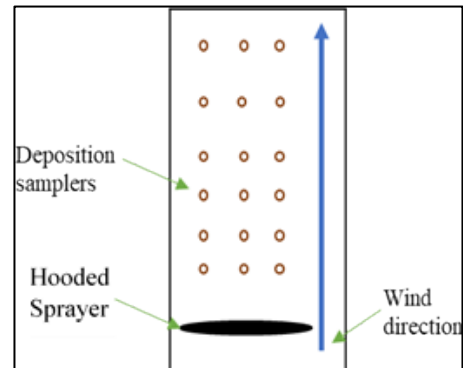 Deposition
samplers
Hooded
Sprayer
Wind
direction